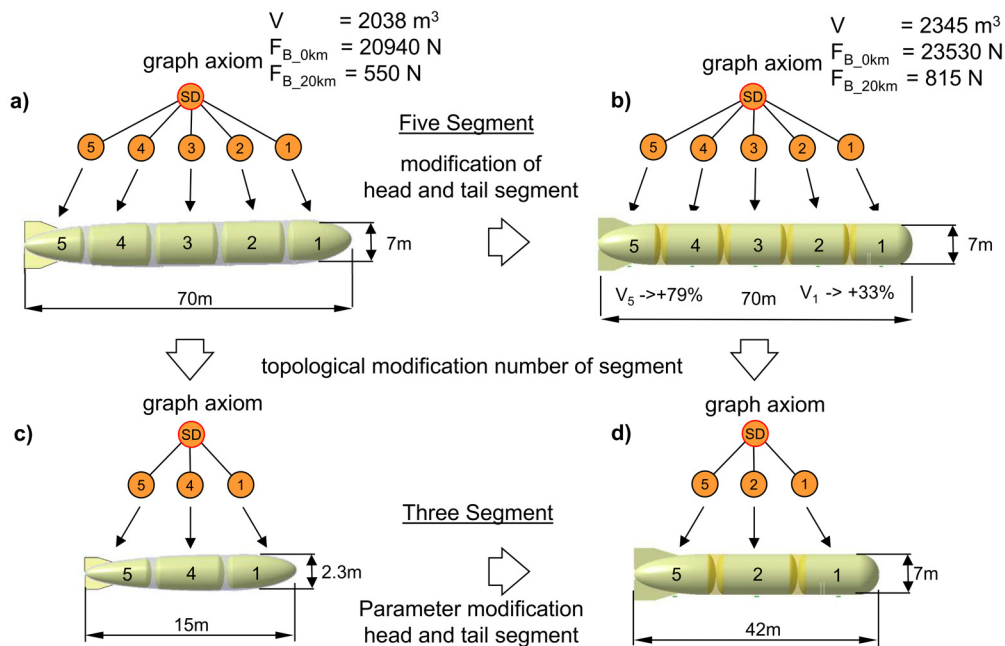 V = 2038 m³
F_B_0km = 20940 N
F_B_20km = 550 N
graph axiom
a)
SD
5 4 3 2 1
5 4 3 2 1
7m
70m
Five Segment
modification of
head and tail segment
V = 2345 m³
F_B_0km = 23530 N
F_B_20km = 815 N
graph axiom
b)
SD
5 4 3 2 1
5 4 3 2 1
7m
V₅ ->+79% 70m V₁ -> +33%
topological modification number of segment
graph axiom
c)
SD
5 4 1
5 4 1
2.3m
15m
Three Segment
Parameter modification
head and tail segment
graph axiom
d)
SD
5 2 1
5 2 1
7m
42m